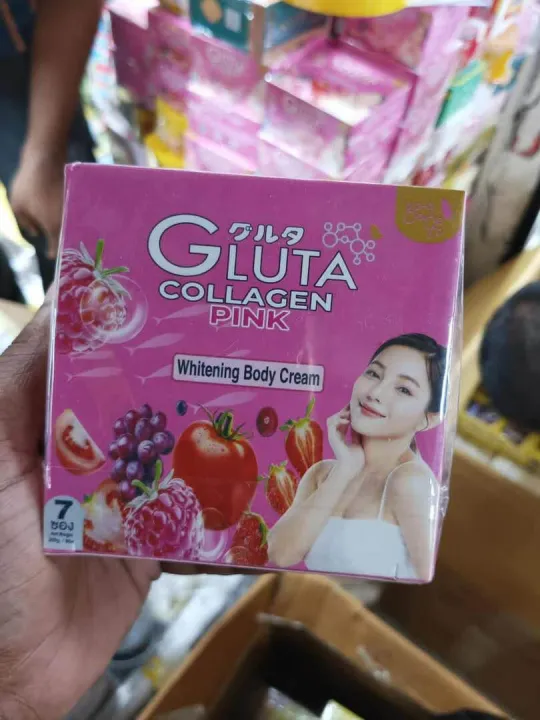 グルタ
GLUTA
COLLAGEN
PINK
Whitening Body Cream
7
ซอง